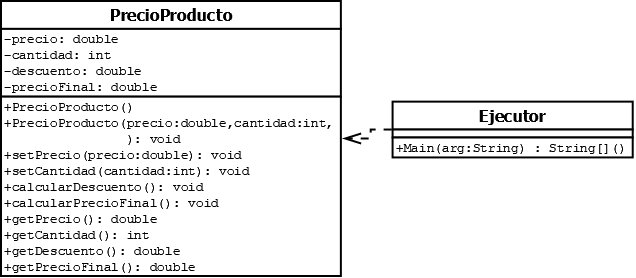 PrecioProducto
-precio: double
-cantidad: int
-descuento: double
-precioFinal: double
+PrecioProducto()
+PrecioProducto(precio:double,cantidad:int,
): void
+setPrecio(precio:double): void
+setCantidad(cantidad:int): void
+calcularDescuento(): void
+calcularPrecioFinal(): void
+getPrecio(): double
+getCantidad(): int
+getDescuento(): double
+getPrecioFinal(): double
Ejecutor
+Main(arg:String) : String[]()